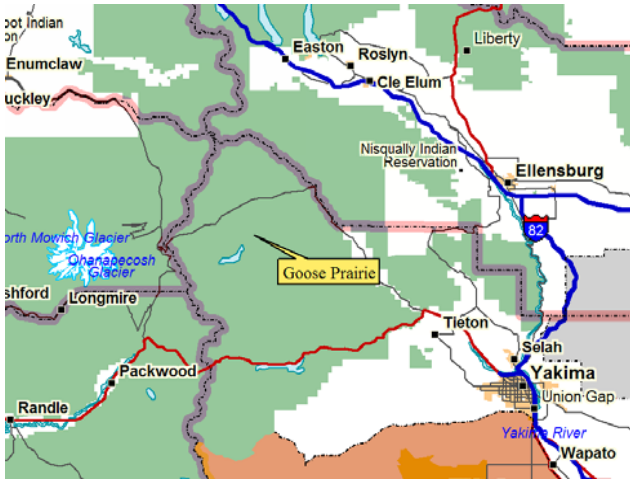 oot Indian
on
Enumclaw
uckley
Easton
Roslyn
Liberty
Cle Elum
Nisqually Indian
Reservation
Ellensburg
82
orth Mowich Glacier
Ohanapecosh
Glacier
Goose Prairie
shford
Longmire
Tieton
Selah
Packwood
Yakima
Union Gap
Randle
Yakima River
Wapato